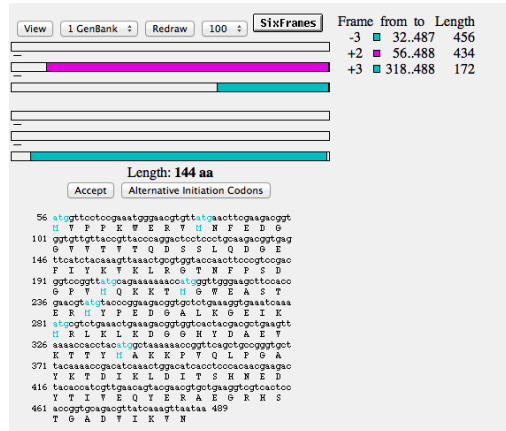 View 1 GenBank Redraw 100 SixFrames
Frame from to Length
-3 32..487 456
+2 56..488 434
+3 318..488 172
Length: 144 aa
Accept Alternative Initiation Codons
56 atggttcctccgaaatgggaacgtgttatgaacttcgaagacggt
M V P P K W E R V M N F E D G
101 ggtgttgttaccgttacccaggactcctccctgcaagacggtgag
G V V T V T Q D S S L Q D G E
146 ttcatctacaaagttaaactgcgtggtaccaacttcccgtccgac
F I Y K V K L R G T N F P S D
191 ggtccggttatgcagaaaaaaaccatgggttgggaagcttccacc
G P V M Q K K T M G W E A S T
236 gaacgtatgtacccggaagacggtgctctgaaaggtgaaatcaaa
E R M Y P E D G A L K G E I K
281 atgcgtctgaaactgaaagacggtggtcactacgacgctgaagtt
M R L K L K D G G H Y D A E V
326 aaaaccacctacatggctaaaaaaccggttcagctgccgggtgct
K T T Y M A K K P V Q L P G A
371 tacaaaaccgacatcaaactggacatcacctcccacaacgaagac
Y K T D I K L D I T S H N E D
416 tacaccatcgttgaacagtacgaacgtgctgaaggtcgtcactcc
Y T I V E Q Y E R A E G R H S
461 accggtgcagacgttatcaaagttaataa 489
T G A D V I K V N